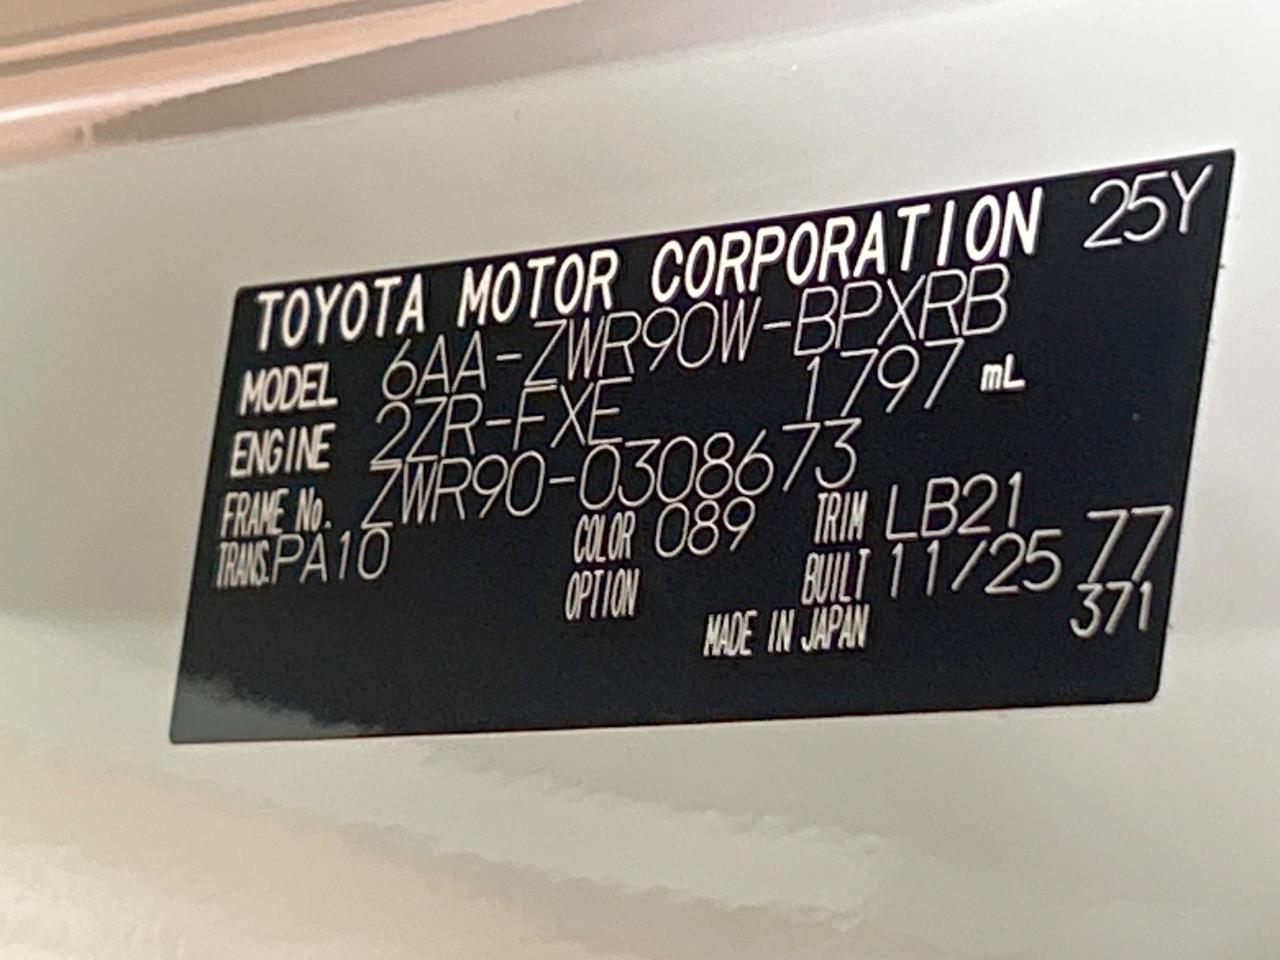 TOYOTA MOTOR CORPORATION 25Y
MODEL 6AA-ZWR90W-BPXRB
ENGINE 2ZR-FXE 1797 mL
FRAME No. ZWR90-0308673
TRANS. PA10 COLOR 089 TRIM LB21
OPTION BUILT 11/25 77
MADE IN JAPAN 371